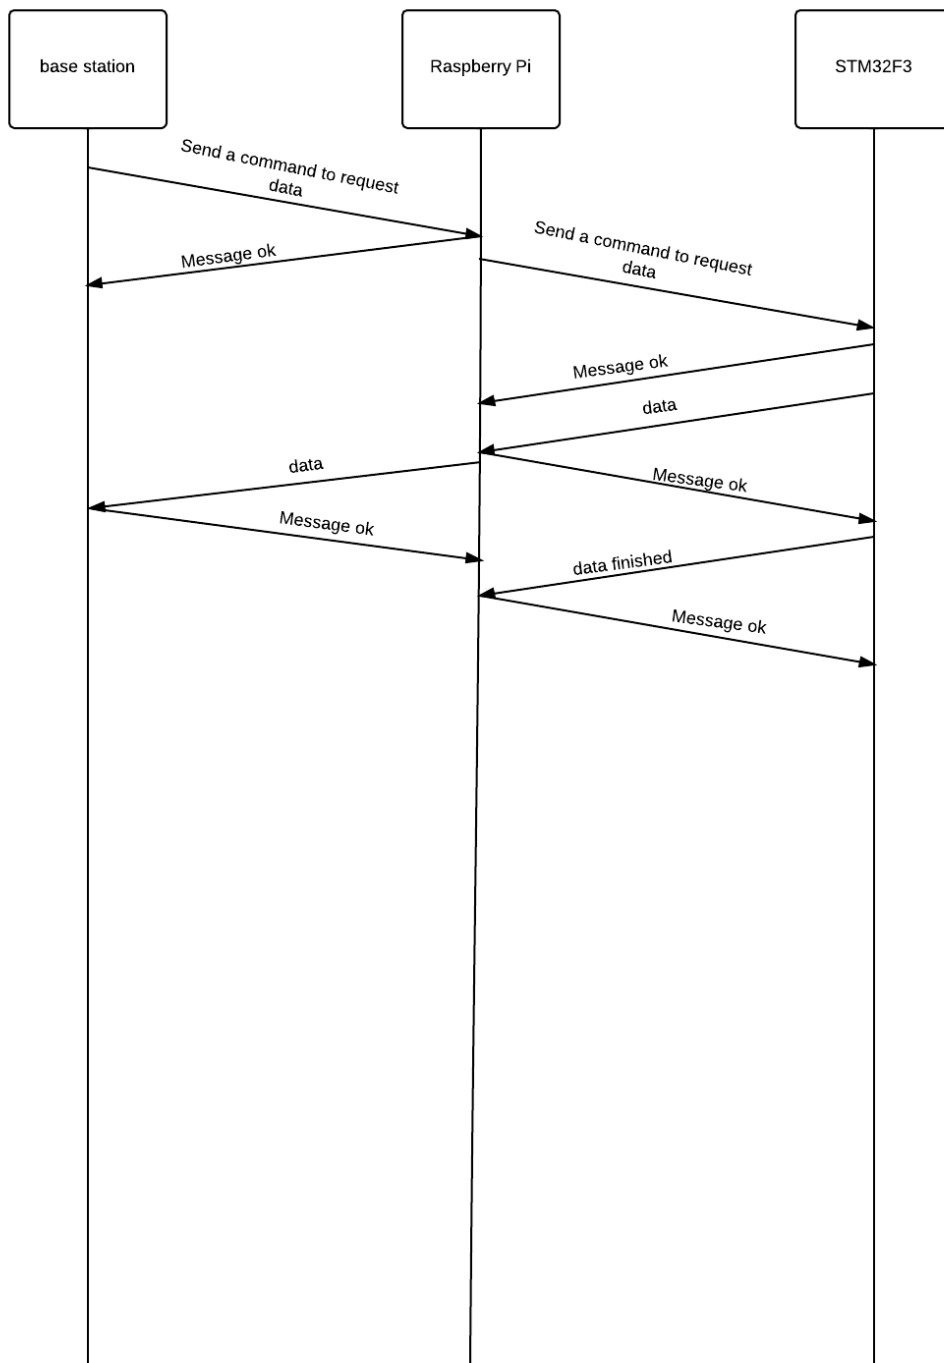 base station
Raspberry Pi
STM32F3
Send a command to request
data
Message ok
Send a command to request
data
Message ok
data
data
Message ok
Message ok
data finished
Message ok